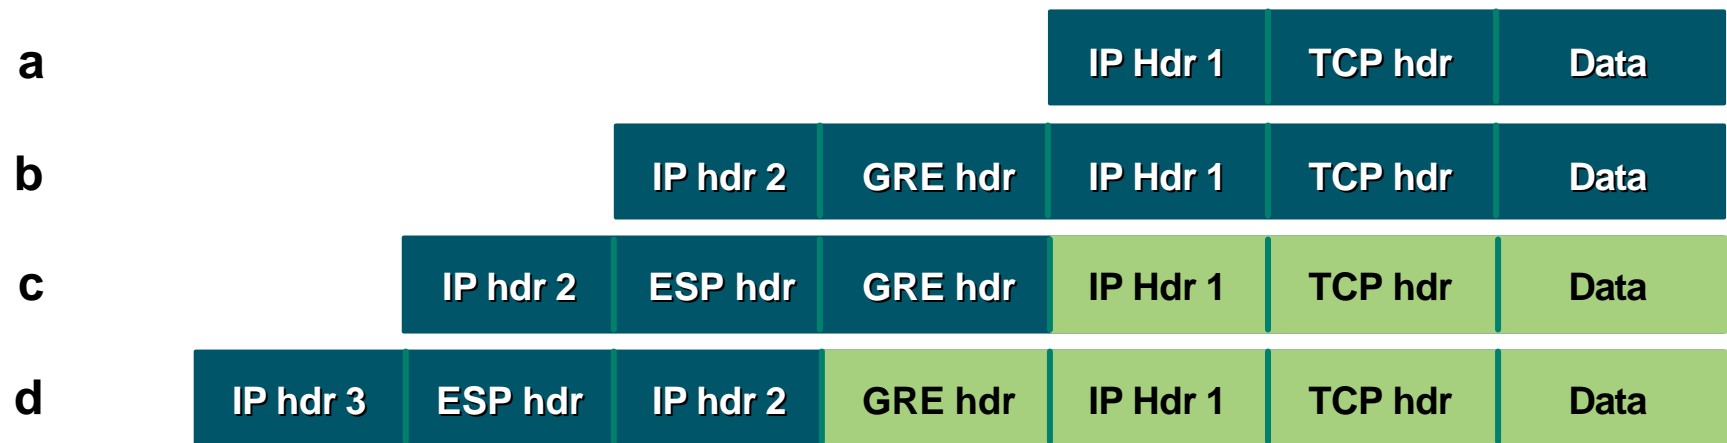 a IP Hdr 1 TCP hdr Data
b IP hdr 2 GRE hdr IP Hdr 1 TCP hdr Data
c IP hdr 2 ESP hdr GRE hdr IP Hdr 1 TCP hdr Data
d IP hdr 3 ESP hdr IP hdr 2 GRE hdr IP Hdr 1 TCP hdr Data